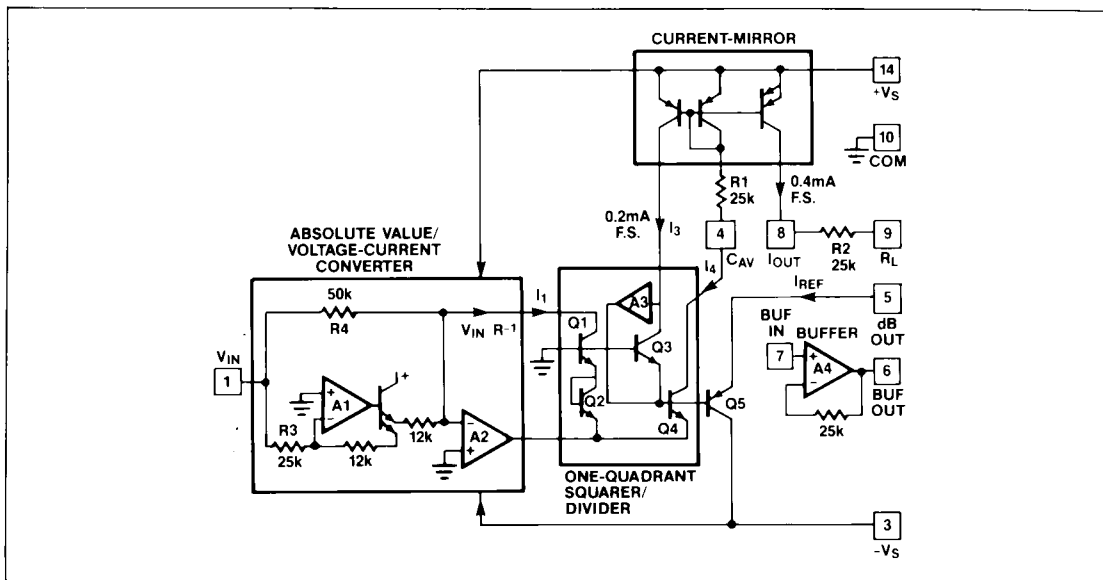 CURRENT-MIRROR
14
+VS
10
COM
R1
25k
0.4mA
F.S.
0.2mA
F.S.
I3
4
CAV
8
IOUT
R2
25k
9
RL
I4
IREF
5
dB
OUT
ABSOLUTE VALUE/
VOLTAGE-CURRENT
CONVERTER
50k
R4
I1
VIN R-1
A3
Q1
Q3
Q2
Q4
Q5
BUF
IN
7
BUFFER
+
A4
-
6
BUF
OUT
25k
VIN
1
I+
+
A1
-
R3
25k
12k
12k
-
A2
+
ONE-QUADRANT
SQUARER/
DIVIDER
3
-VS